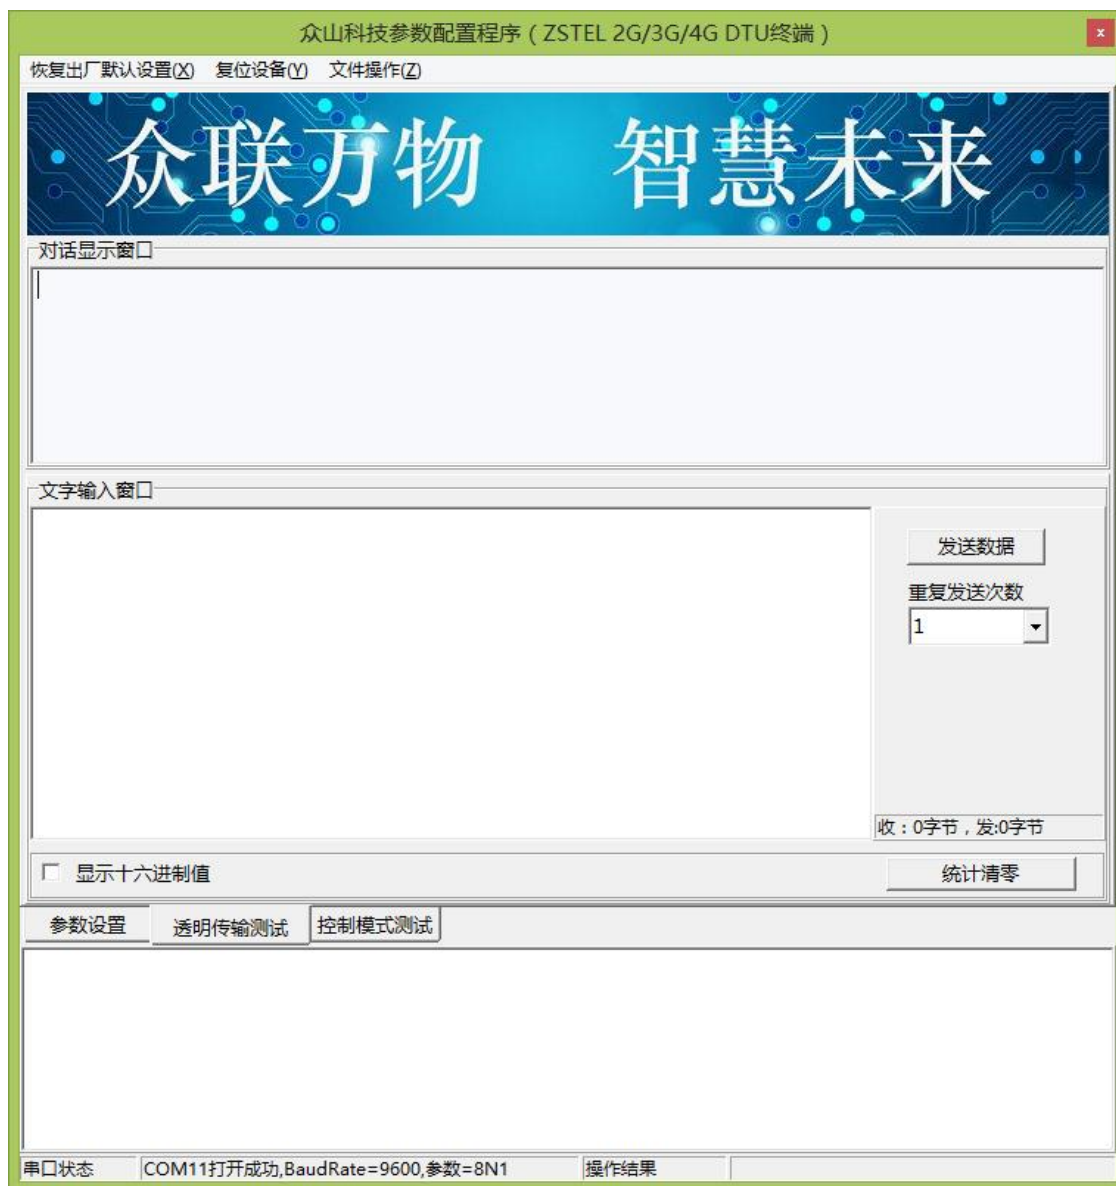 众山科技参数配置程序（ZSTEL 2G/3G/4G DTU终端）
x
恢复出厂默认设置(X) 复位设备(Y) 文件操作(Z)
众联万物 智慧未来
对话显示窗口
文字输入窗口
发送数据
重复发送次数
1
收：0字节，发:0字节
显示十六进制值
统计清零
参数设置 透明传输测试 控制模式测试
串口状态 COM11打开成功,BaudRate=9600,参数=8N1 操作结果